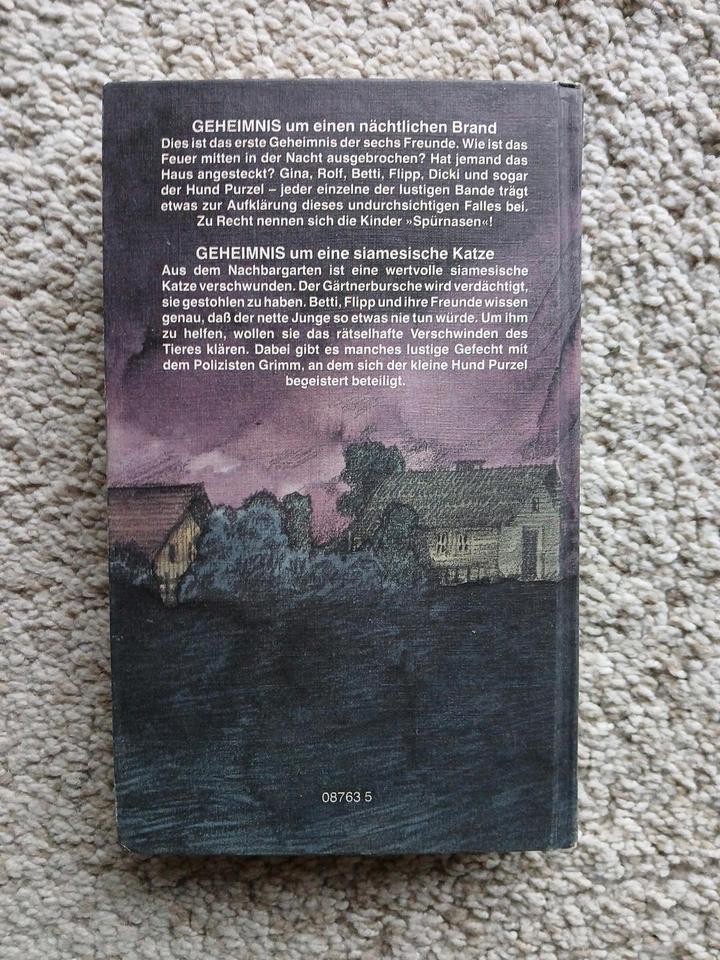 GEHEIMNIS um einen nächtlichen Brand
Dies ist das erste Geheimnis der sechs Freunde. Wie ist das
Feuer mitten in der Nacht ausgebrochen? Hat jemand das
Haus angesteckt? Gina, Rolf, Betti, Flipp, Dicki und sogar
der Hund Purzel – jeder einzelne der lustigen Bande trägt
etwas zur Aufklärung dieses undurchsichtigen Falles bei.
Zu Recht nennen sich die Kinder »Spürnasen«!
GEHEIMNIS um eine siamesische Katze
Aus dem Nachbargarten ist eine wertvolle siamesische
Katze verschwunden. Der Gärtnerbursche wird verdächtigt,
sie gestohlen zu haben. Betti, Flipp und ihre Freunde wissen
genau, daß der nette Junge so etwas nie tun würde. Um ihm
zu helfen, wollen sie das rätselhafte Verschwinden des
Tieres klären. Dabei gibt es manches lustige Gefecht mit
dem Polizisten Grimm, an dem sich der kleine Hund Purzel
begeistert beteiligt.
08763 5